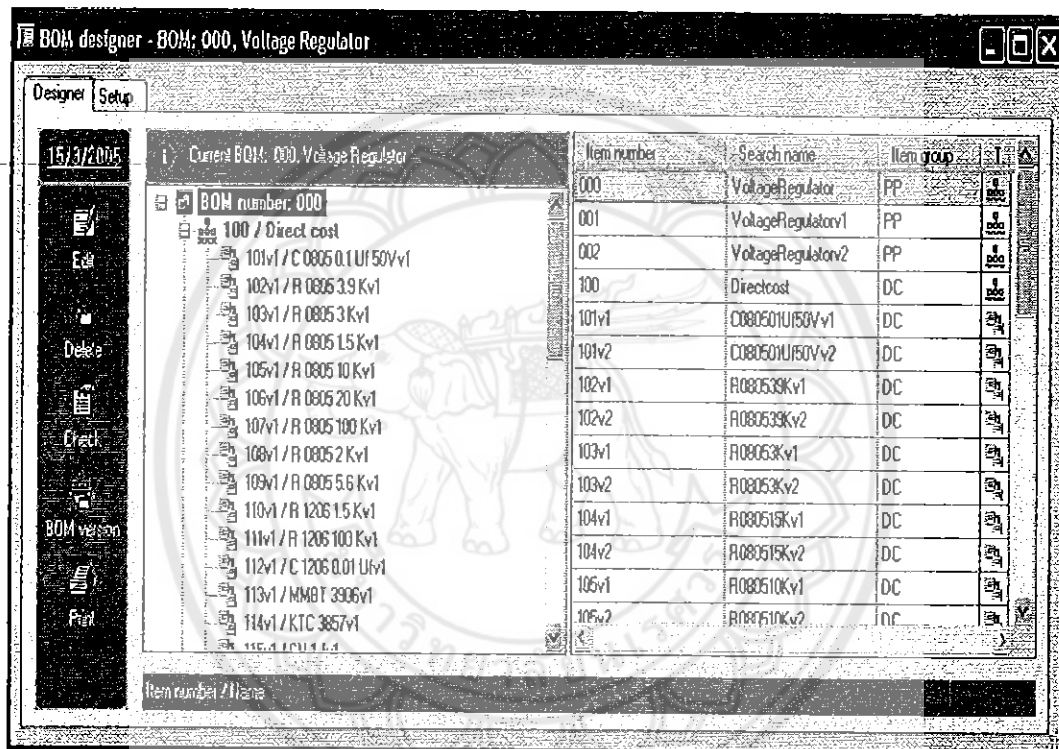 BOM designer - BOM: 000, Voltage Regulator
Designer Setup
15/3/2005
Edit
Delete
Check
BOM version
Print
Current BOM: 000, Voltage Regulator
BOM number: 000
100 / Direct cost
101v1 / C 0805 0.1 Uf 50Vv1
102v1 / R 0805 3.9 Kv1
103v1 / R 0805 3 Kv1
104v1 / R 0805 1.5 Kv1
105v1 / R 0805 10 Kv1
106v1 / R 0805 20 Kv1
107v1 / R 0805 100 Kv1
108v1 / R 0805 2 Kv1
109v1 / R 0805 5.6 Kv1
110v1 / R 1206 1.5 Kv1
111v1 / R 1206 100 Kv1
112v1 / C 1206 0.01 Ufv1
113v1 / MMBT 3906v1
114v1 / KTC 3857v1
Item number Search name Item group T
000 VoltageRegulator PP
001 VoltageRegulatorv1 PP
002 VoltageRegulatorv2 PP
100 Directcost DC
101v1 C080501Uf50Vv1 DC
101v2 C080501Uf50Vv2 DC
102v1 R080539Kv1 DC
102v2 R080539Kv2 DC
103v1 R08053Kv1 DC
103v2 R08053Kv2 DC
104v1 R080515Kv1 DC
104v2 R080515Kv2 DC
105v1 R080510Kv1 DC
105v2 R080510Kv2 DC
Item number / Name